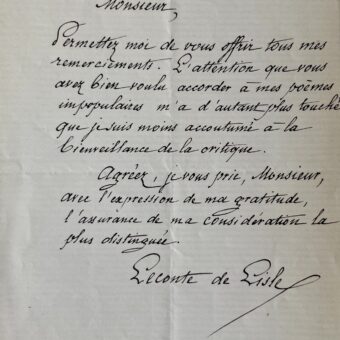 Monsieur,
Permettez moi de vous offrir tous mes
remerciements. L'attention que vous
avez bien voulu accorder à mes poëmes
impopulaires m'a d'autant plus touché
que je suis moins accoutumé à la
bienveillance de la critique.
Agréez, je vous prie, Monsieur,
avec l'expression de ma gratitude,
l'assurance de ma considération la
plus distinguée.
Leconte de Lisle